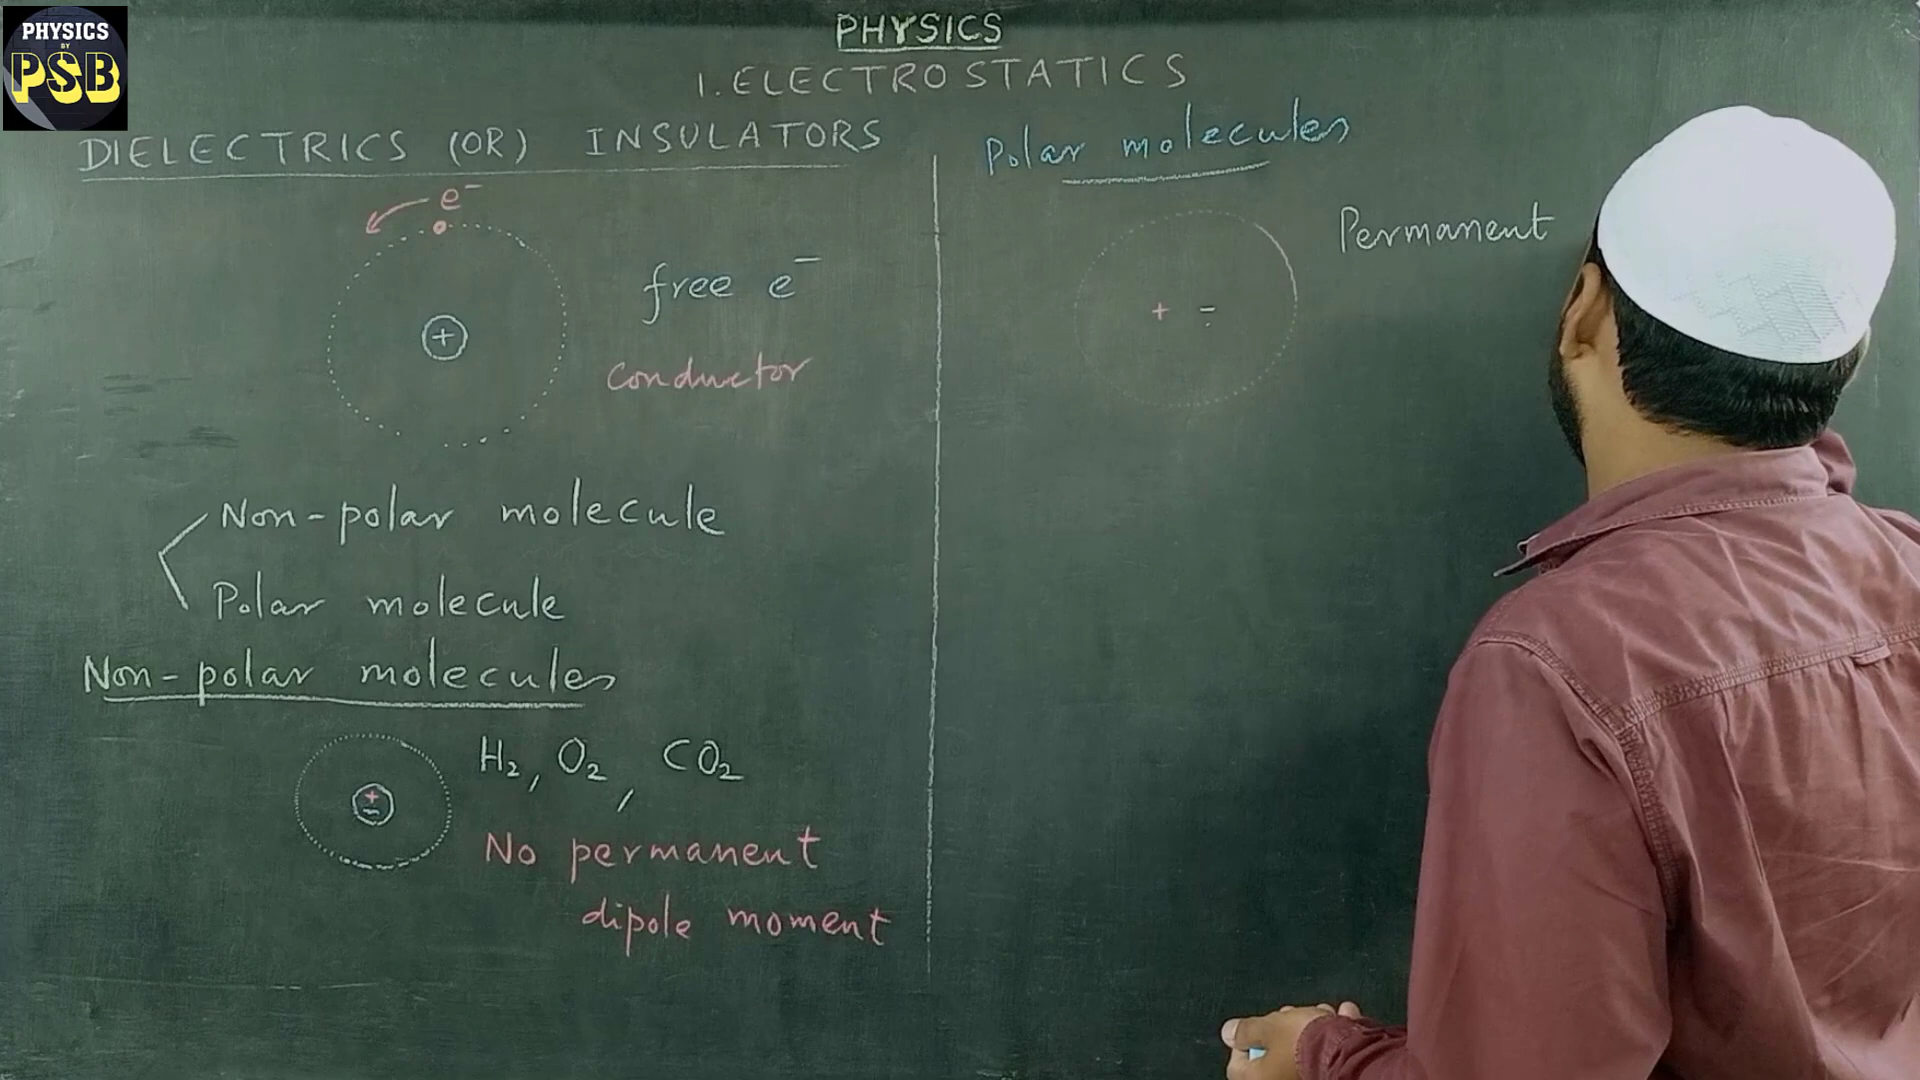 PHYSICS
BY
PSB
PHYSICS
1. ELECTROSTATICS
DIELECTRICS (OR) INSULATORS
e⁻
+
free e⁻
conductor
Non-polar molecule
Polar molecule
Non-polar molecules
+
-
H₂, O₂, CO₂
No permanent
dipole moment
Polar molecules
Permanent
+ -